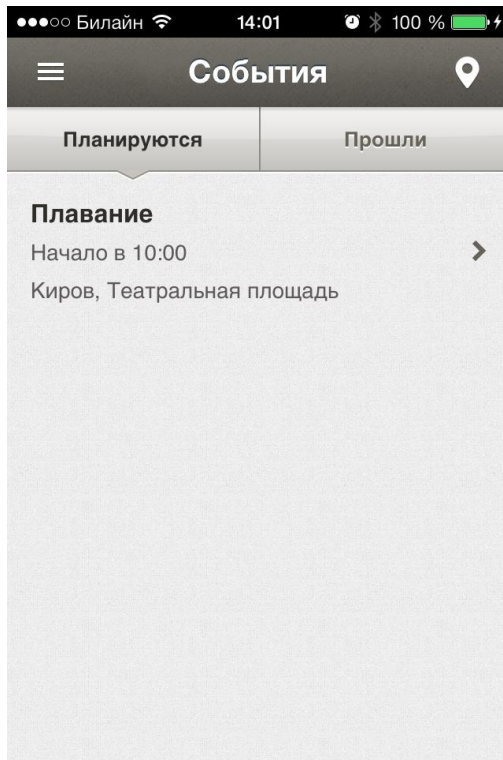 Билайн 14:01 100 %
События
Планируются Прошли
Плавание
Начало в 10:00
Киров, Театральная площадь